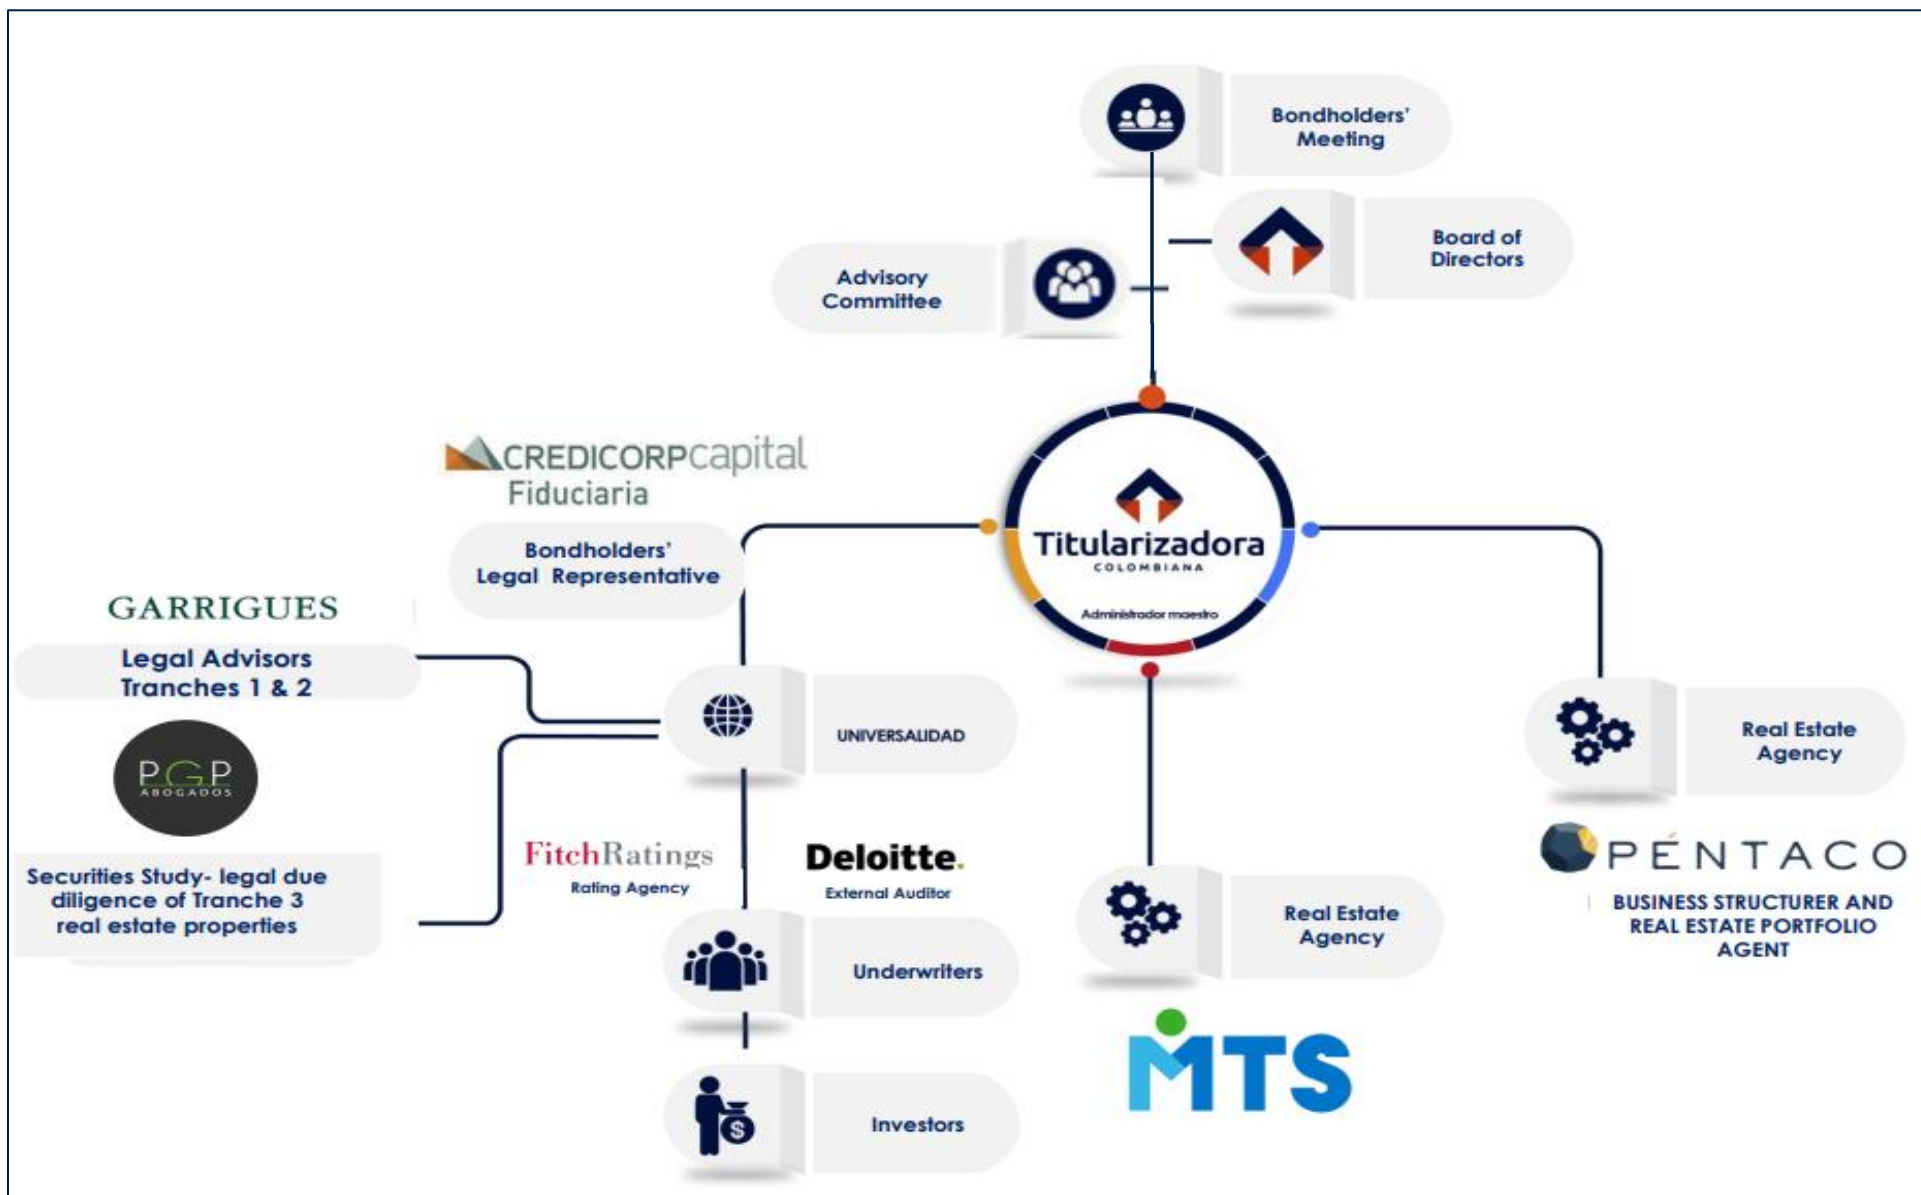 Bondholders'
Meeting
Board of
Directors
Advisory
Committee
CREDICORPcapital
Fiduciaria
Bondholders'
Legal Representative
Titularizadora
COLOMBIANA
Administrador maestro
GARRIGUES
Legal Advisors
Tranches 1 & 2
PGP
ABOGADOS
Securities Study- legal due
diligence of Tranche 3
real estate properties
UNIVERSALIDAD
FitchRatings
Rating Agency
Deloitte.
External Auditor
Underwriters
$
Investors
Real Estate
Agency
MTS
Real Estate
Agency
PÉNTACO
BUSINESS STRUCTURER AND
REAL ESTATE PORTFOLIO
AGENT